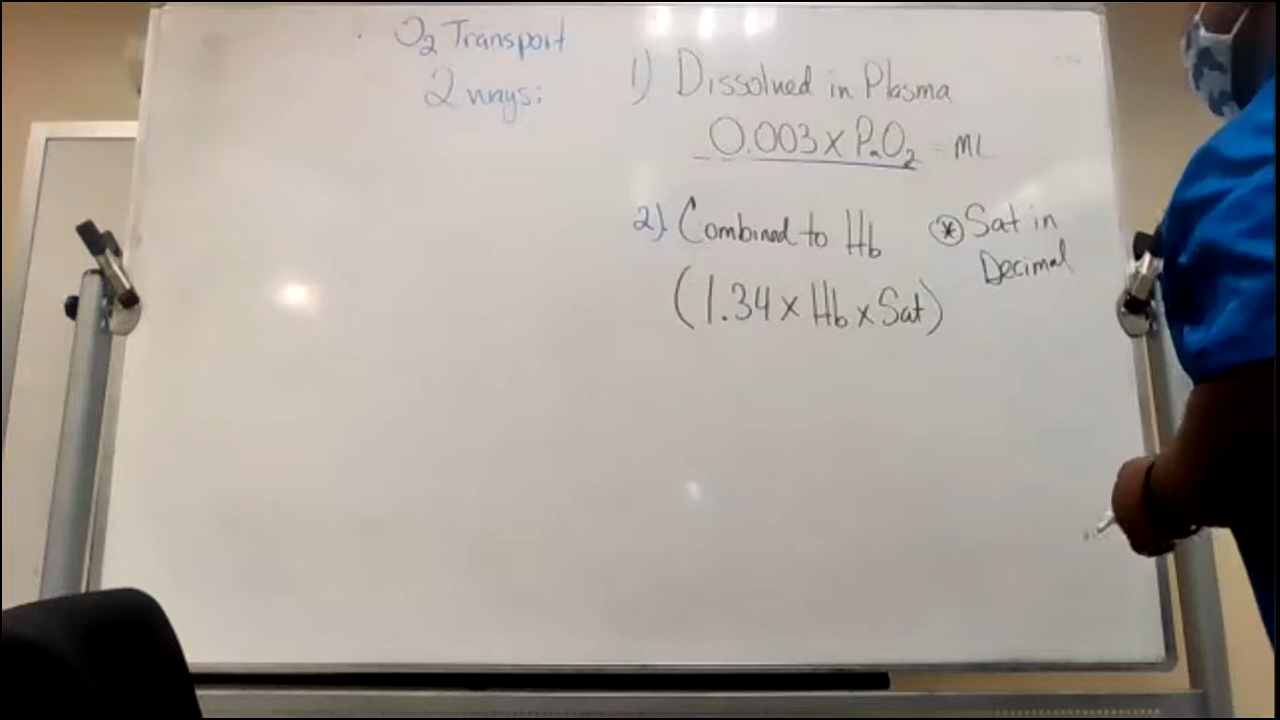 O₂ Transport
2 ways:
1) Dissolved in Plasma
0.003 x PaO₂ = mL
2). Combined to Hb
(1.34 x Hb x Sat)
* Sat in
Decimal